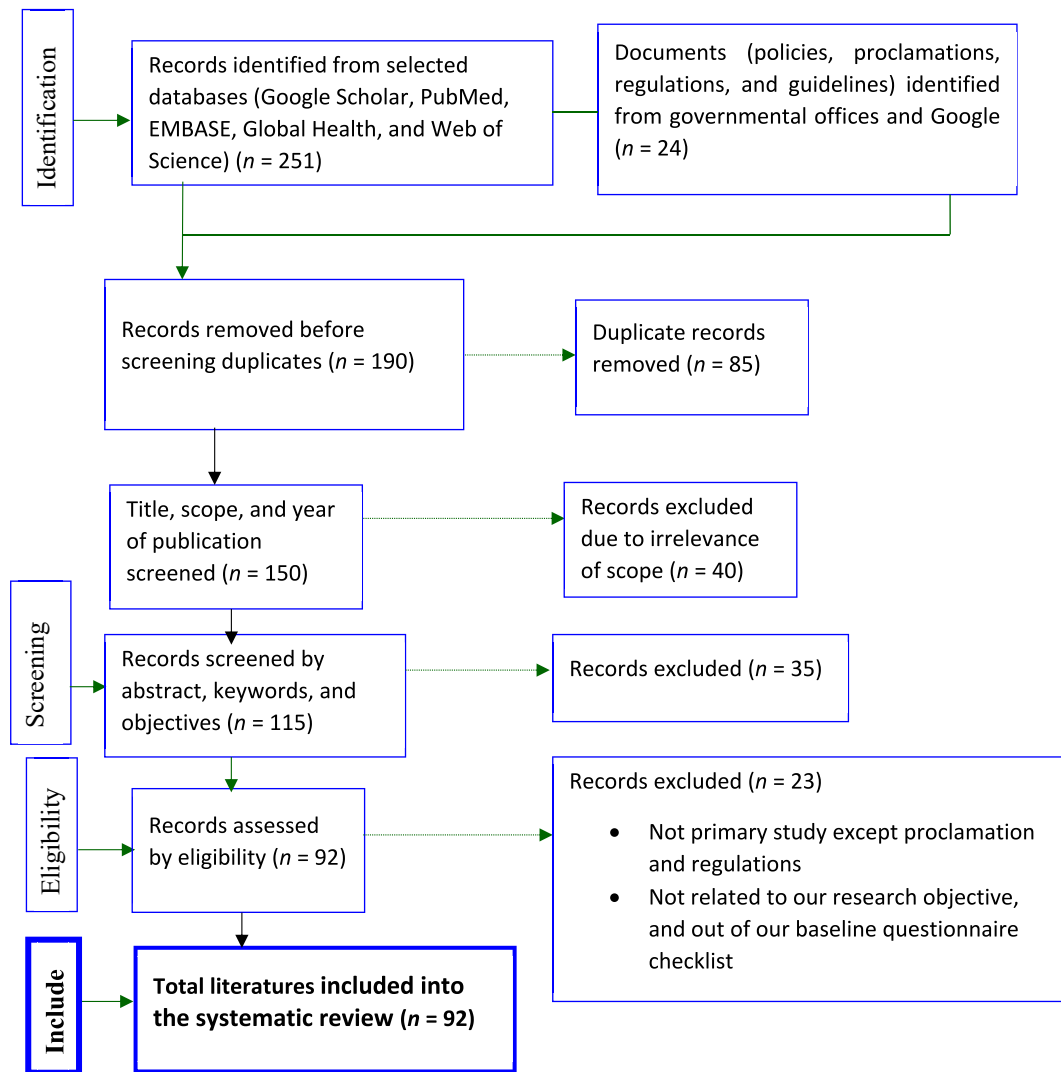 Identification
Records identified from selected
databases (Google Scholar, PubMed,
EMBASE, Global Health, and Web of
Science) (n = 251)
Documents (policies, proclamations,
regulations, and guidelines) identified
from governmental offices and Google
(n = 24)
Records removed before
screening duplicates (n = 190)
Duplicate records
removed (n = 85)
Title, scope, and year
of publication
screened (n = 150)
Records excluded
due to irrelevance
of scope (n = 40)
Screening
Records screened by
abstract, keywords, and
objectives (n = 115)
Records excluded (n = 35)
Eligibility
Records assessed
by eligibility (n = 92)
Records excluded (n = 23)
• Not primary study except proclamation
and regulations
• Not related to our research objective,
and out of our baseline questionnaire
checklist
Include
Total literatures included into
the systematic review (n = 92)